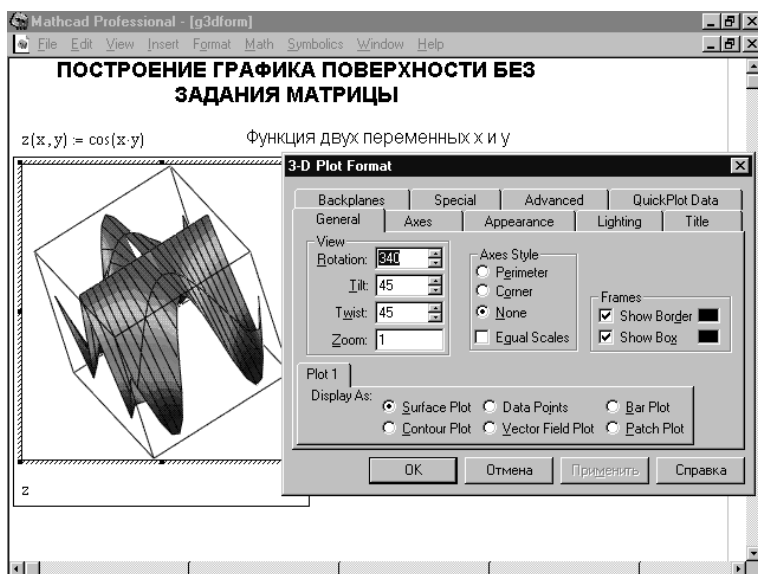 Mathcad Professional - [g3dform]
File Edit View Insert Format Math Symbolics Window Help
ПОСТРОЕНИЕ ГРАФИКА ПОВЕРХНОСТИ БЕЗ
ЗАДАНИЯ МАТРИЦЫ
z(x,y) := cos(x·y) Функция двух переменных x и y
3-D Plot Format
Backplanes Special Advanced QuickPlot Data
General Axes Appearance Lighting Title
View
Rotation: 340
Tilt: 45
Twist: 45
Zoom: 1
Axes Style
Perimeter
Corner
None
Equal Scales
Frames
Show Border
Show Box
Plot 1
Display As:
Surface Plot Data Points Bar Plot
Contour Plot Vector Field Plot Patch Plot
OK Отмена Применить Справка
z